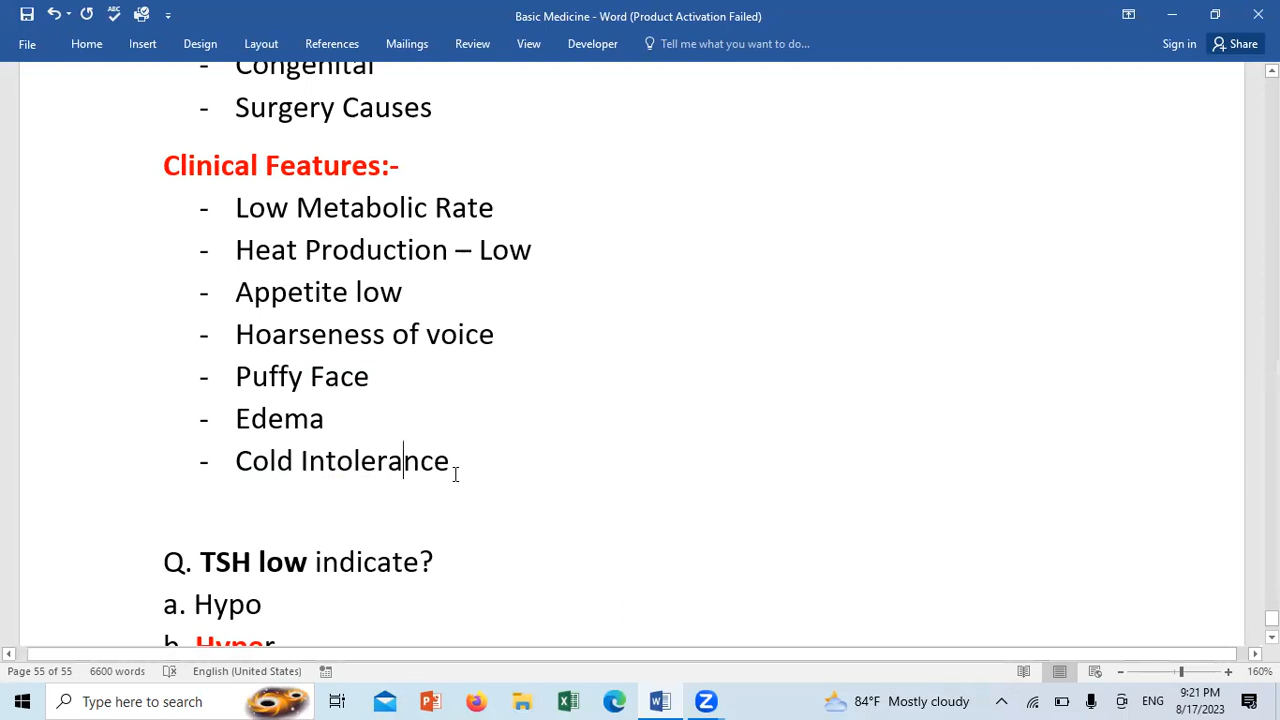 Basic Medicine - Word (Product Activation Failed)
File Home Insert Design Layout References Mailings Review View Developer Tell me what you want to do... Sign in Share
- Congenital
- Surgery Causes
Clinical Features:-
- Low Metabolic Rate
- Heat Production – Low
- Appetite low
- Hoarseness of voice
- Puffy Face
- Edema
- Cold Intolerance
Q. TSH low indicate?
a. Hypo
b. Hyper
Page 55 of 55 6600 words English (United States) 160%
Type here to search 84°F Mostly cloudy ENG 9:21 PM
8/17/2023